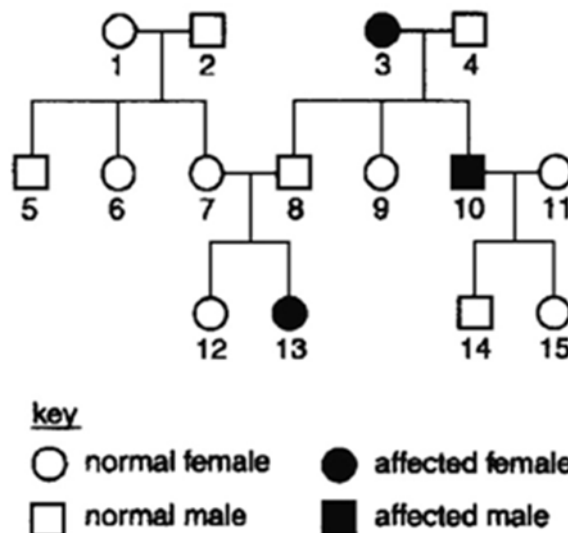 1 2 3 4
5 6 7 8 9 10 11
12 13 14 15
key
normal female affected female
normal male affected male